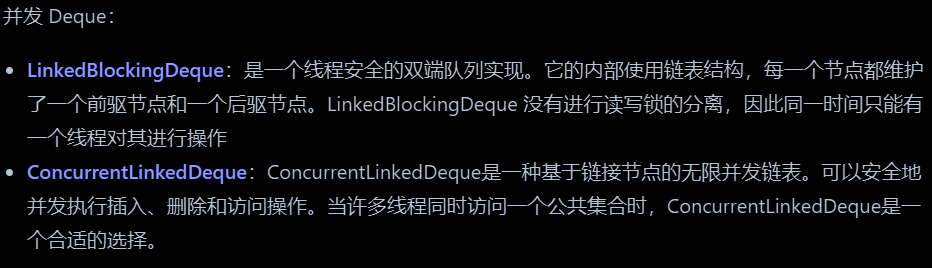 并发 Deque：
LinkedBlockingDeque：是一个线程安全的双端队列实现。它的内部使用链表结构，每一个节点都维护
了一个前驱节点和一个后驱节点。LinkedBlockingDeque 没有进行读写锁的分离，因此同一时间只能有
一个线程对其进行操作
ConcurrentLinkedDeque：ConcurrentLinkedDeque是一种基于链接节点的无限并发链表。可以安全地
并发执行插入、删除和访问操作。当许多线程同时访问一个公共集合时，ConcurrentLinkedDeque是一
个合适的选择。